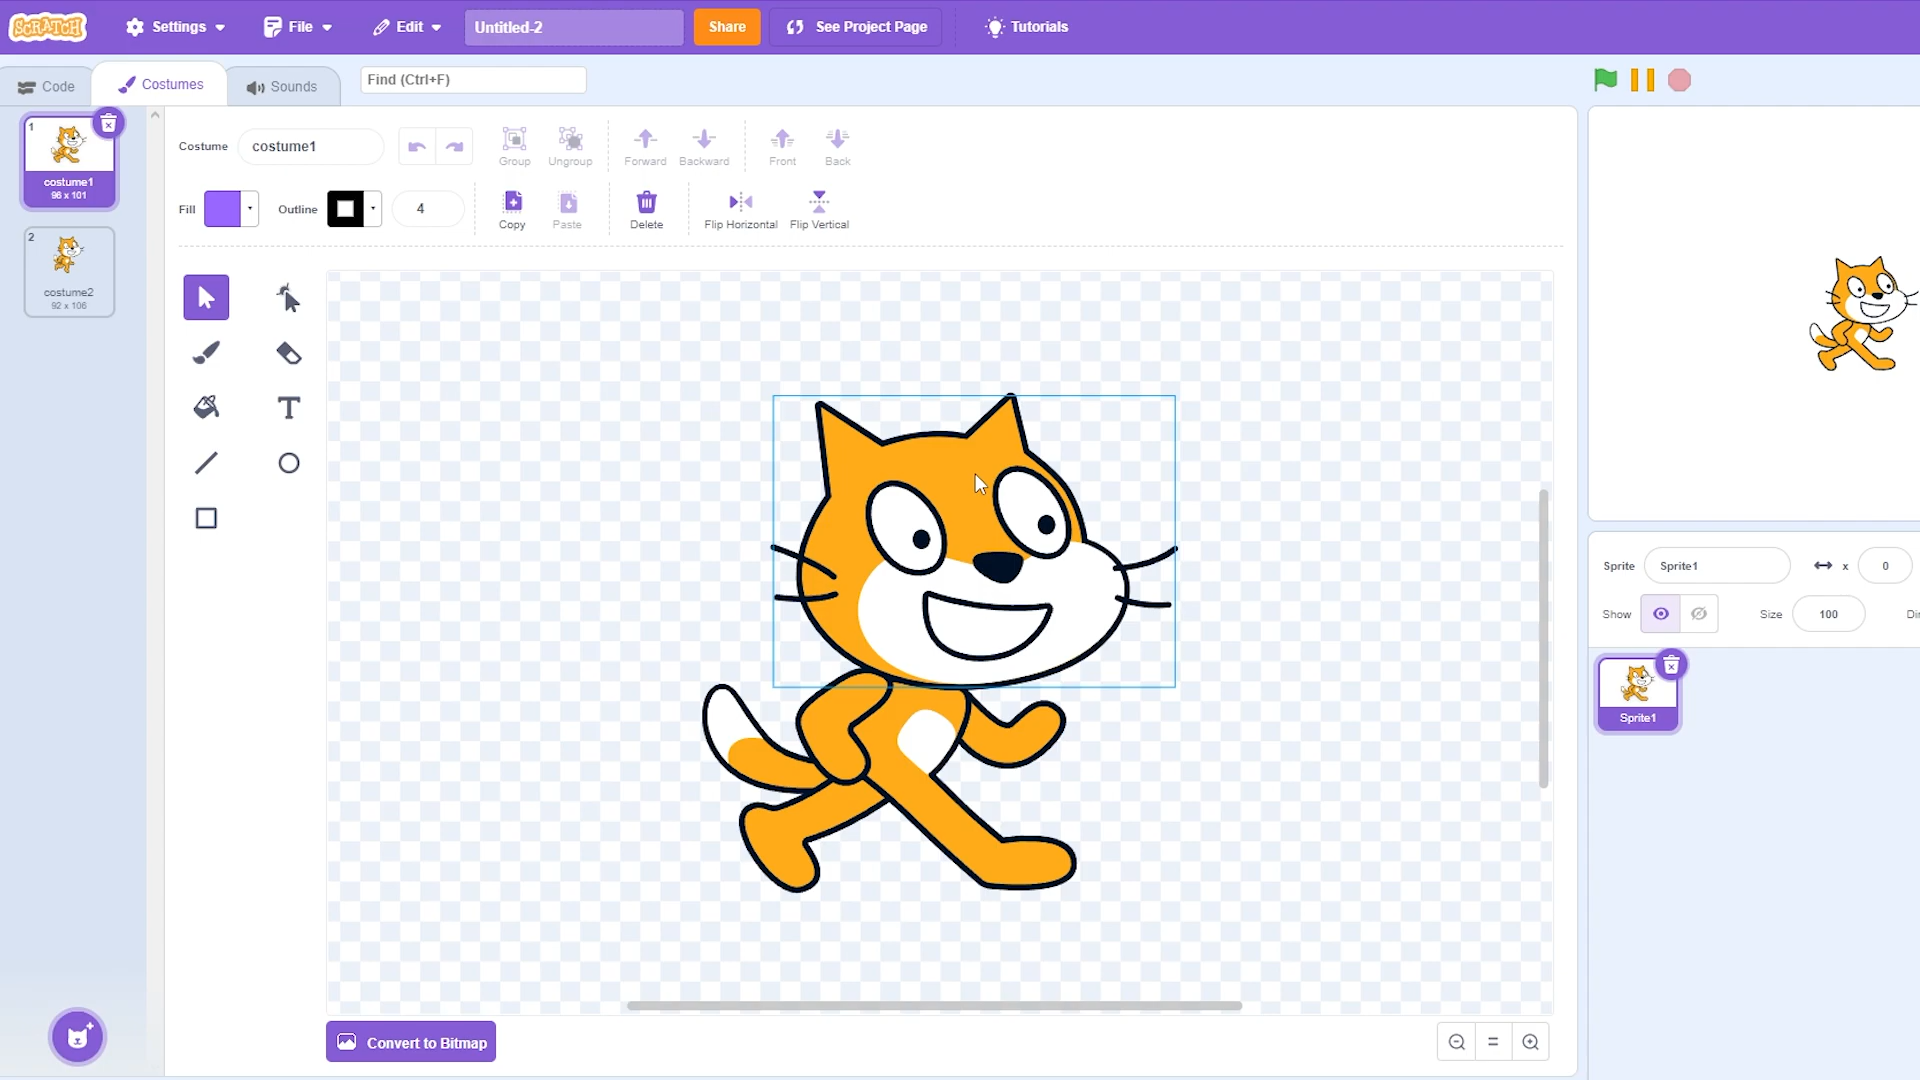 SCRATCH Settings File Edit Untitled-2 Share See Project Page Tutorials
Code Costumes Sounds Find (Ctrl+F)
1
costume1
96 x 101
2
costume2
92 x 106
Costume costume1 Group Ungroup Forward Backward Front Back
Fill Outline 4 Copy Paste Delete Flip Horizontal Flip Vertical
T
Convert to Bitmap
Sprite Sprite1 x 0
Show Size 100
Sprite1